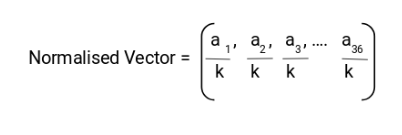 Normalised Vector = ( a₁, a₂, a₃, .... a₃₆ )
k k k k